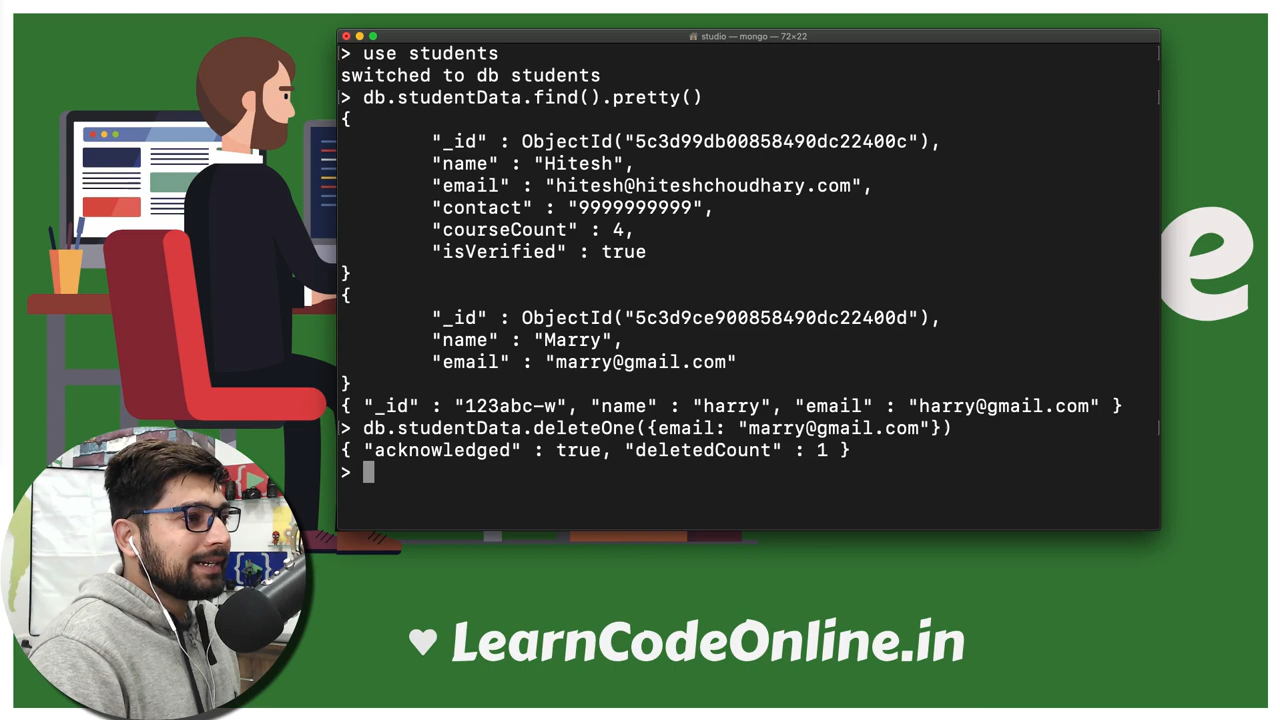 studio — mongo — 72×22
> use students
switched to db students
> db.studentData.find().pretty()
{
"_id" : ObjectId("5c3d99db00858490dc22400c"),
"name" : "Hitesh",
"email" : "hitesh@hiteshchoudhary.com",
"contact" : "9999999999",
"courseCount" : 4,
"isVerified" : true
}
{
"_id" : ObjectId("5c3d9ce900858490dc22400d"),
"name" : "Marry",
"email" : "marry@gmail.com"
}
{ "_id" : "123abc-w", "name" : "harry", "email" : "harry@gmail.com" }
> db.studentData.deleteOne({email: "marry@gmail.com"})
{ "acknowledged" : true, "deletedCount" : 1 }
>
e
LearnCodeOnline.in